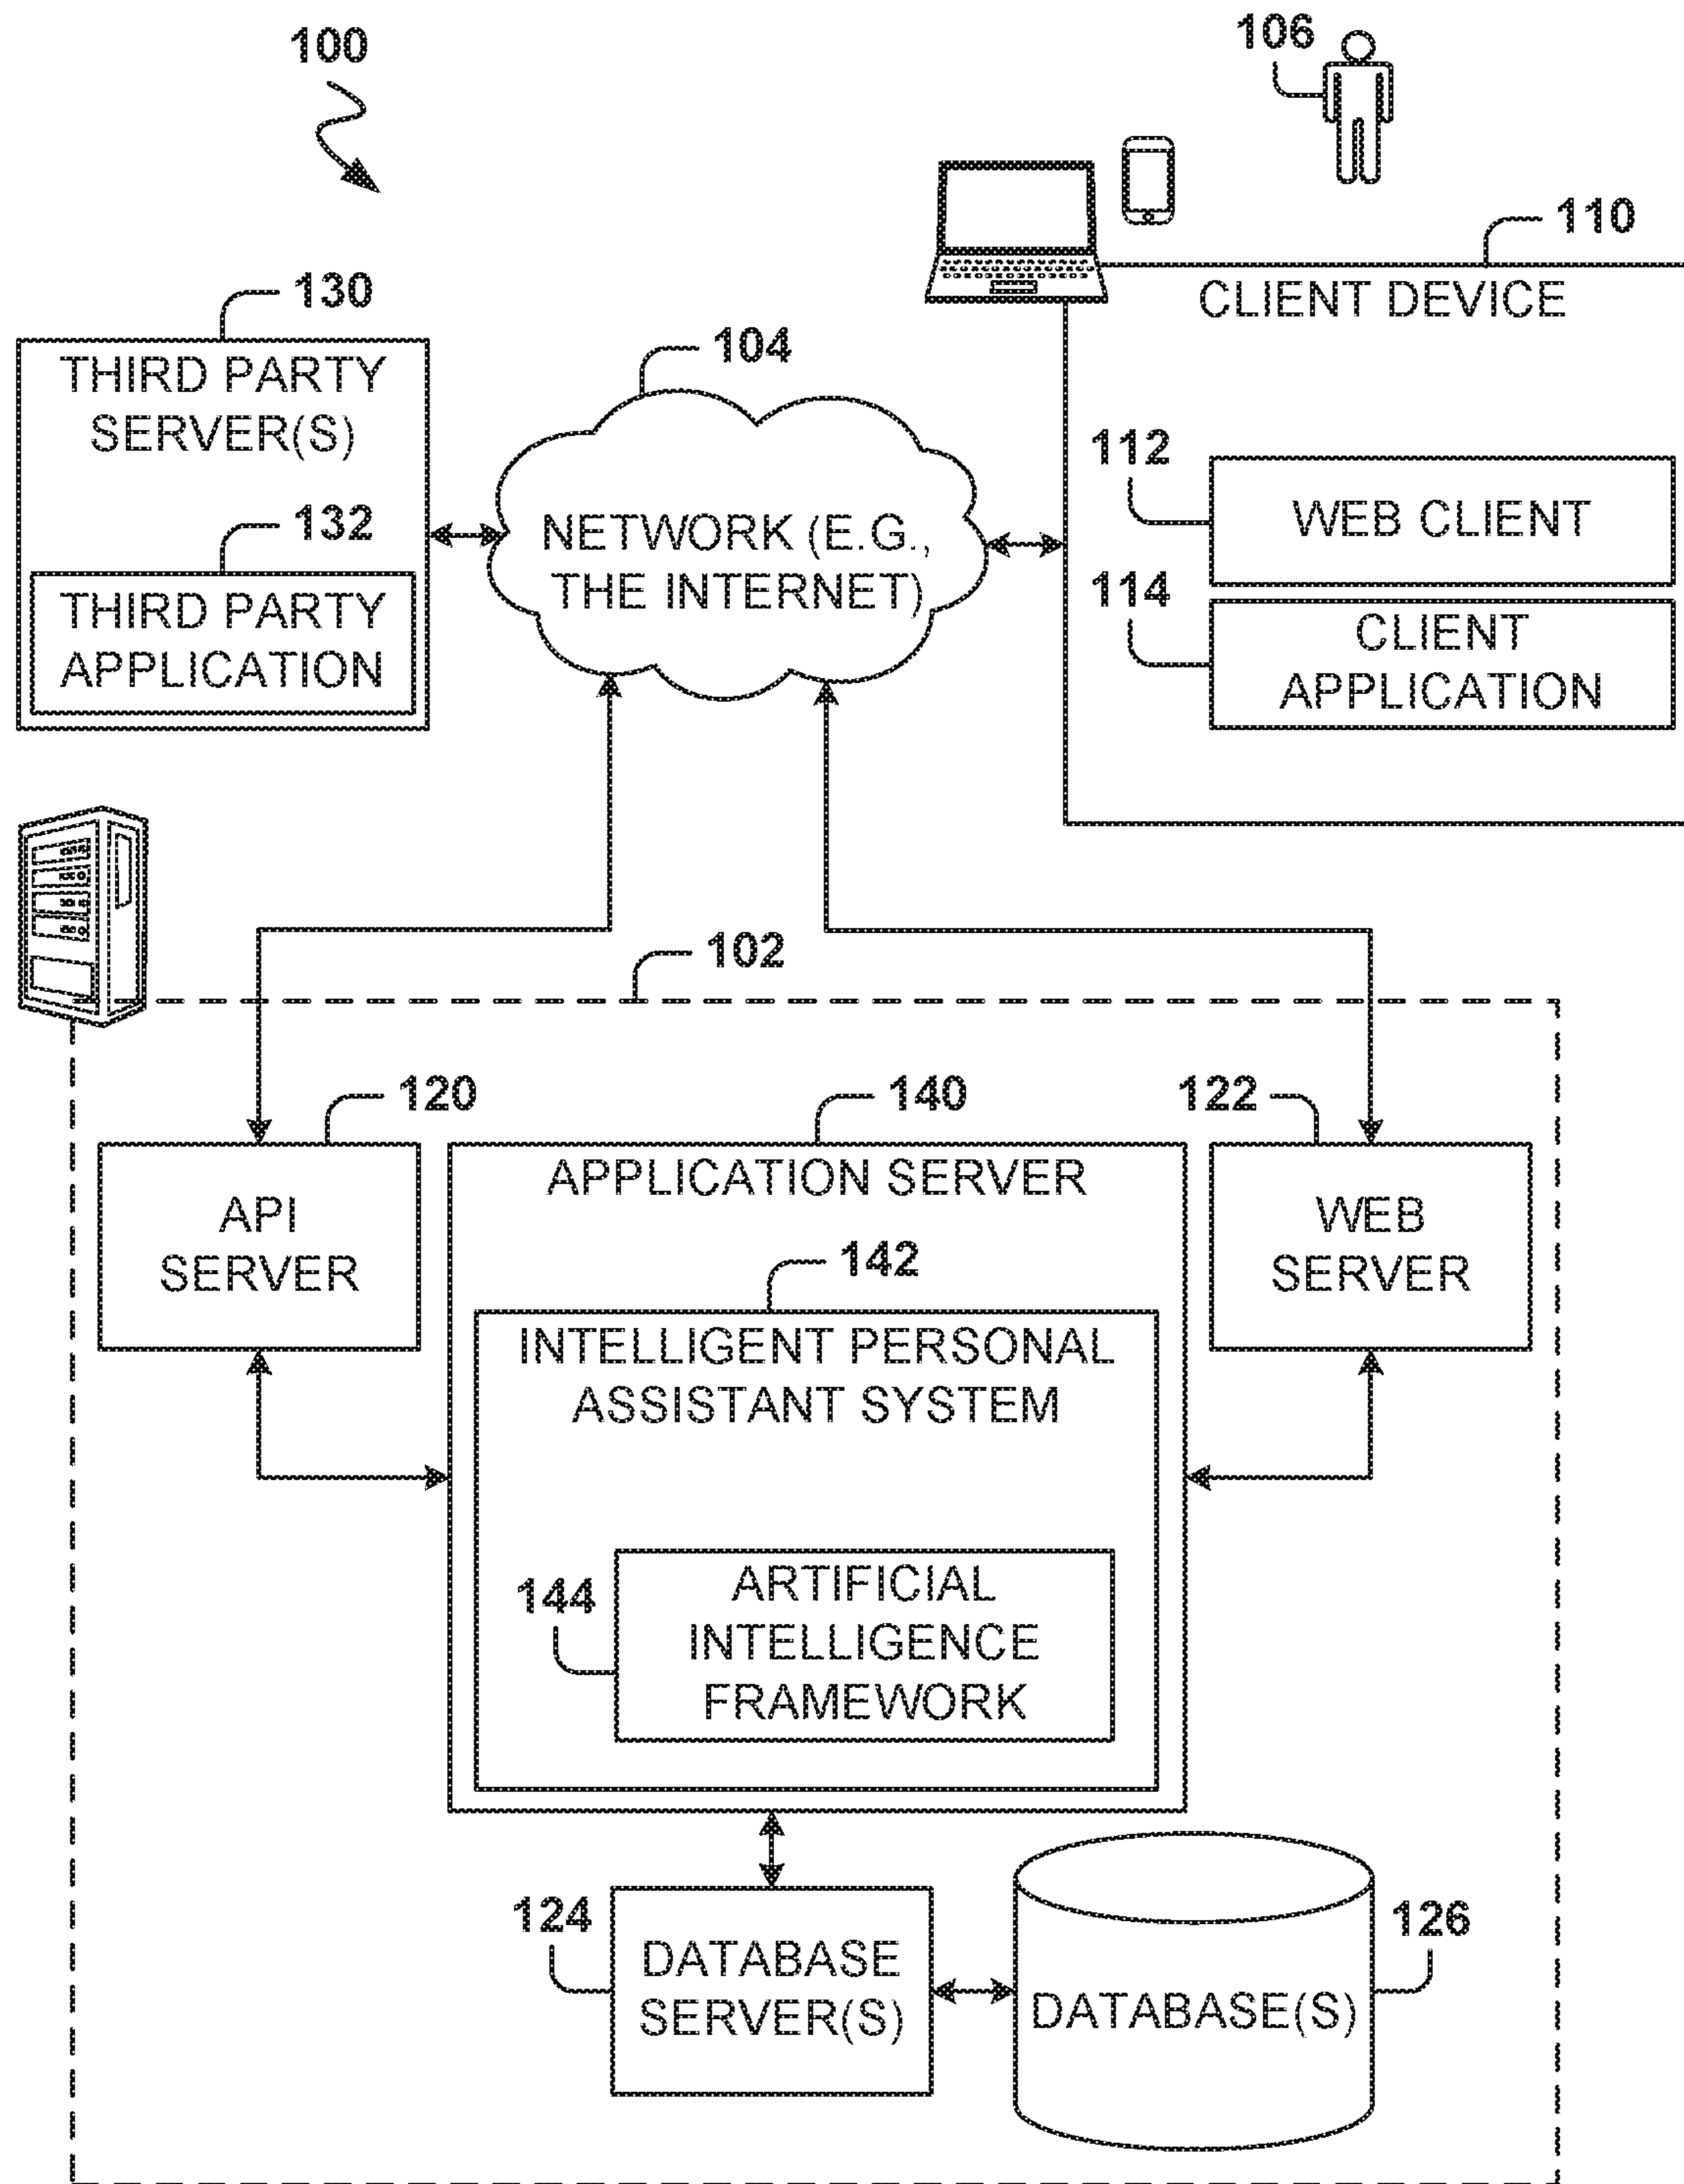 100
106
110
CLIENT DEVICE
130
THIRD PARTY
SERVER(S)
132
THIRD PARTY
APPLICATION
104
NETWORK (E.G.,
THE INTERNET)
112
WEB CLIENT
114
CLIENT
APPLICATION
102
120
API
SERVER
140
APPLICATION SERVER
142
INTELLIGENT PERSONAL
ASSISTANT SYSTEM
144
ARTIFICIAL
INTELLIGENCE
FRAMEWORK
122
WEB
SERVER
124
DATABASE
SERVER(S)
126
DATABASE(S)